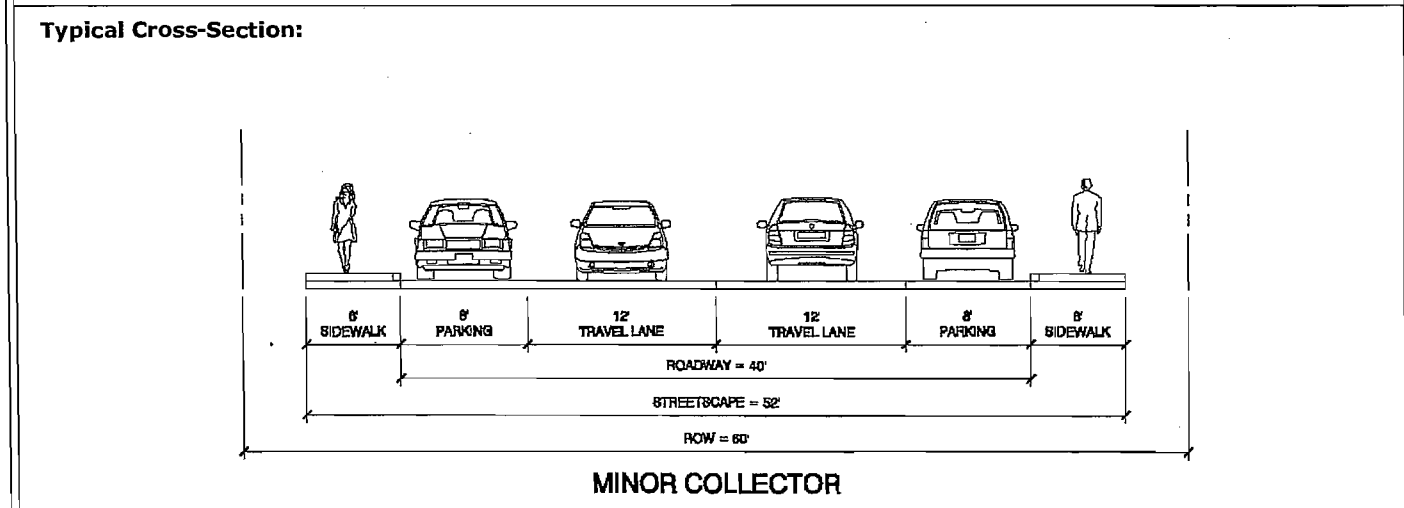 Typical Cross-Section:
6' 8' 12' 12' 8' 6'
SIDEWALK PARKING TRAVEL LANE TRAVEL LANE PARKING SIDEWALK
ROADWAY = 40'
STREETSCAPE = 52'
ROW = 60'
MINOR COLLECTOR